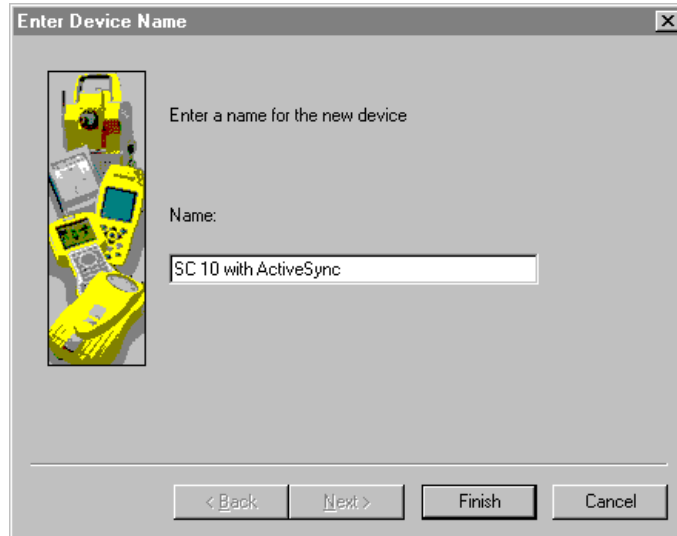 Enter Device Name
Enter a name for the new device
Name:
SC 10 with ActiveSync
< Back
Next >
Finish
Cancel